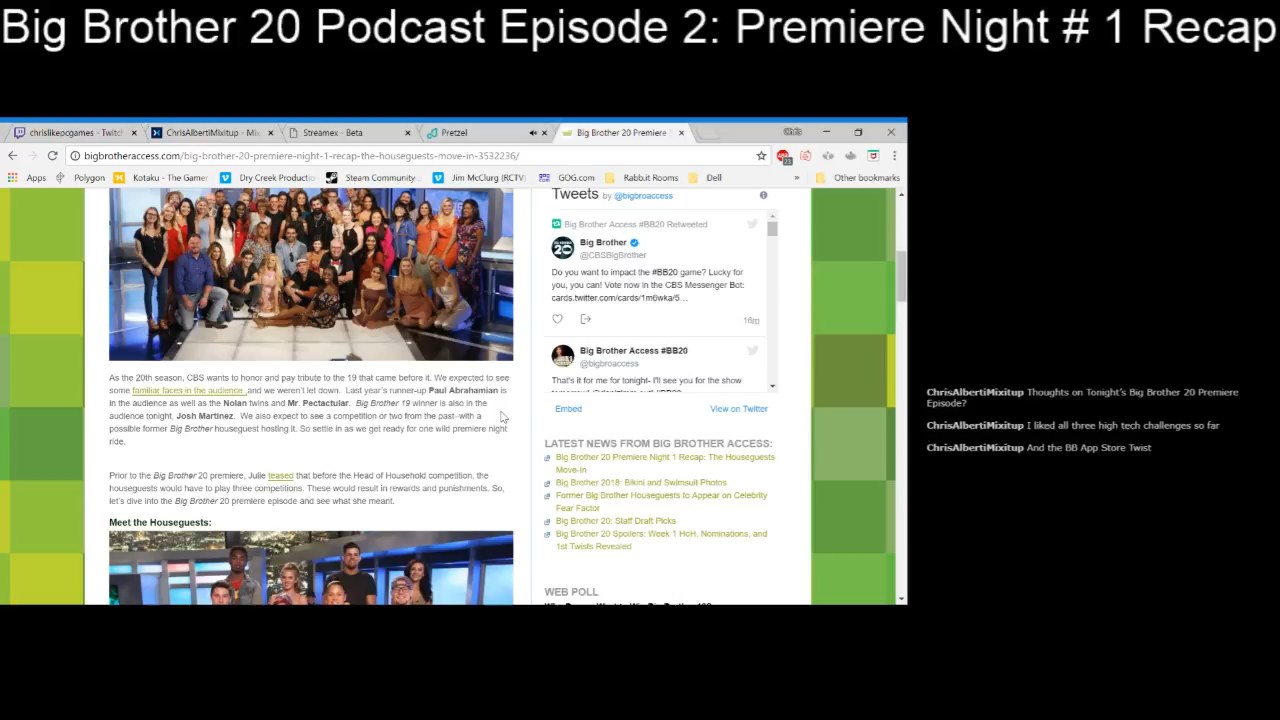 Big Brother 20 Podcast Episode 2: Premiere Night # 1 Recap
chrislikepcgames - Twitch
ChrisAlbertiMixitup - Mix
Streamex - Beta
Pretzel
Big Brother 20 Premiere
Chris
bigbrotheraccess.com/big-brother-20-premiere-night-1-recap-the-houseguests-move-in-3532236/
Apps
Polygon
Kotaku - The Gamer
Dry Creek Productio
Steam Community
Jim McClurg (RCTV)
GOG.com
Rabb.it Rooms
Dell
»
Other bookmarks
Tweets by @bigbroaccess
Big Brother Access #BB20 Retweeted
Big Brother
@CBSBigBrother
Do you want to impact the #BB20 game? Lucky for
you, you can! Vote now in the CBS Messenger Bot:
cards.twitter.com/cards/1m6wka/5…
16m
Big Brother Access #BB20
@bigbroaccess
That's it for me for tonight- I'll see you for the show
Embed
View on Twitter
As the 20th season, CBS wants to honor and pay tribute to the 19 that came before it. We expected to see
some familiar faces in the audience ,and we weren't let down. Last year's runner-up Paul Abrahamian is
in the audience as well as the Nolan twins and Mr. Pectactular. Big Brother 19 winner is also in the
audience tonight, Josh Martinez. We also expect to see a competition or two from the past–with a
possible former Big Brother houseguest hosting it. So settle in as we get ready for one wild premiere night
ride.
Prior to the Big Brother 20 premiere, Julie teased that before the Head of Household competition, the
houseguests would have to play three competitions. These would result in rewards and punishments. So,
let's dive into the Big Brother 20 premiere episode and see what she meant.
Meet the Houseguests:
LATEST NEWS FROM BIG BROTHER ACCESS:
Big Brother 20 Premiere Night 1 Recap: The Houseguests
Move-In
Big Brother 2018: Bikini and Swimsuit Photos
Former Big Brother Houseguests to Appear on Celebrity
Fear Factor
Big Brother 20: Staff Draft Picks
Big Brother 20 Spoilers: Week 1 HoH, Nominations, and
1st Twists Revealed
WEB POLL
ChrisAlbertiMixitup Thoughts on Tonight's Big Brother 20 Premiere
Episode?
ChrisAlbertiMixitup I liked all three high tech challenges so far
ChrisAlbertiMixitup And the BB App Store Twist